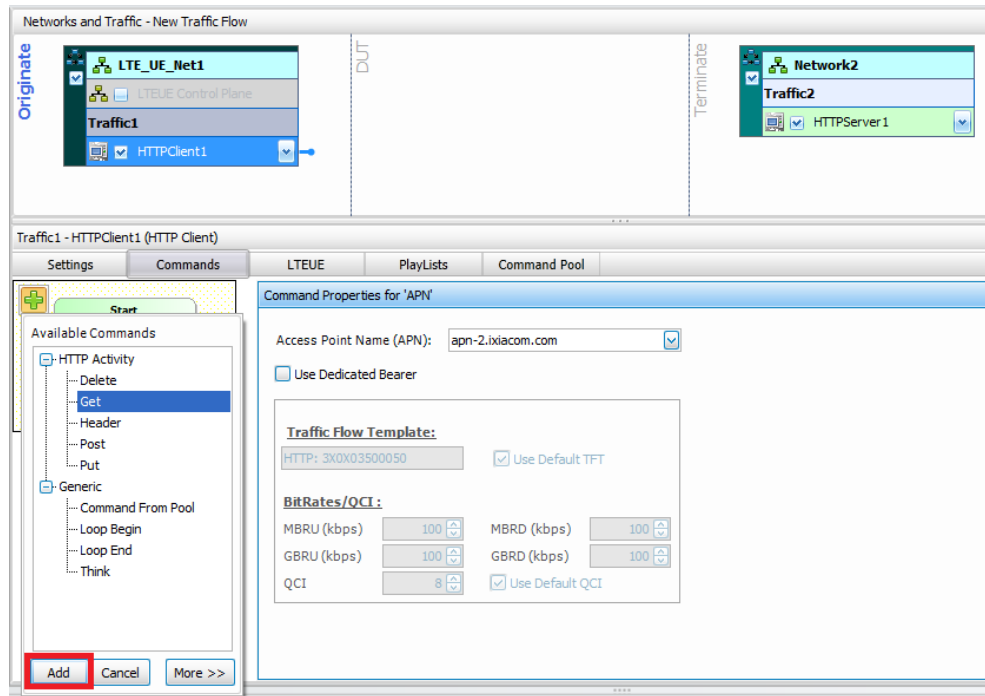 Networks and Traffic - New Traffic Flow
Originate
LTE_UE_Net1
LTEUE Control Plane
Traffic1
HTTPClient1
DUT
Terminate
Network2
Traffic2
HTTPServer1
Traffic1 - HTTPClient1 (HTTP Client)
Settings Commands LTEUE PlayLists Command Pool
Start
Available Commands
HTTP Activity
Delete
Get
Header
Post
Put
Generic
Command From Pool
Loop Begin
Loop End
Think
Add Cancel More >>
Command Properties for 'APN'
Access Point Name (APN): apn-2.ixiacom.com
Use Dedicated Bearer
Traffic Flow Template:
HTTP: 3X0X03500050 Use Default TFT
BitRates/QCI :
MBRU (kbps) 100 MBRD (kbps) 100
GBRU (kbps) 100 GBRD (kbps) 100
QCI 8 Use Default QCI